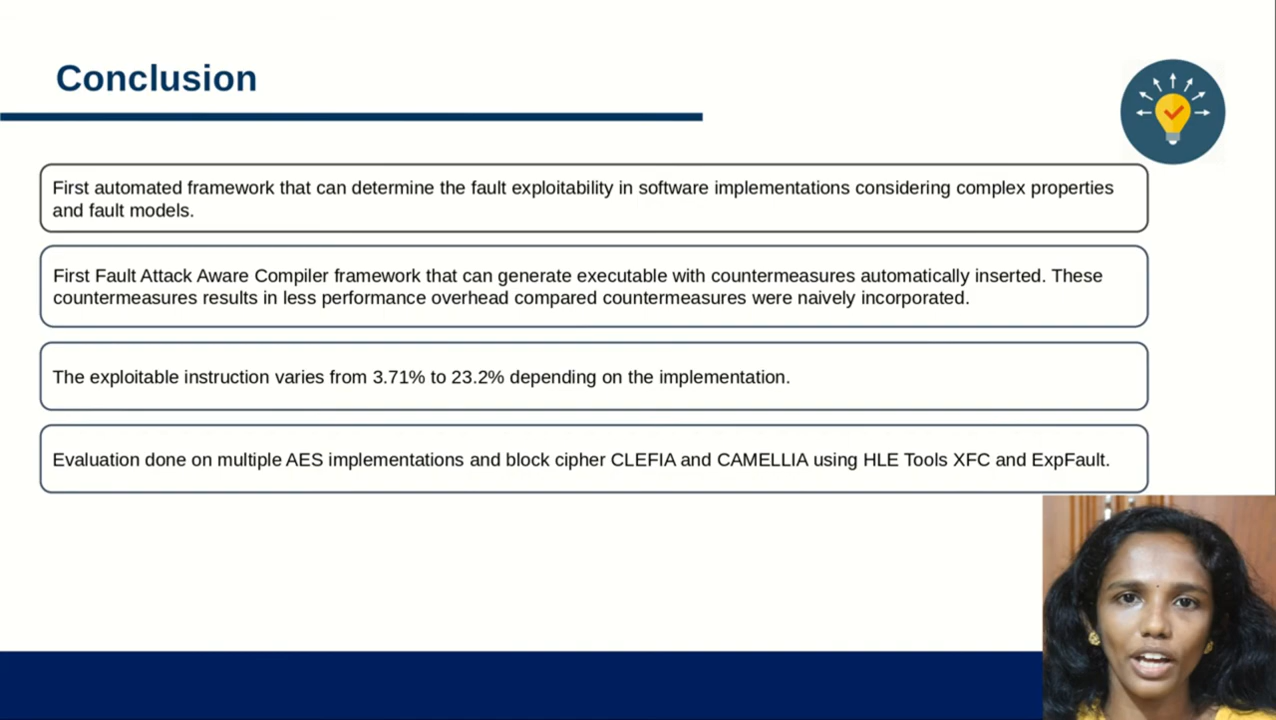 Conclusion
First automated framework that can determine the fault exploitability in software implementations considering complex properties
and fault models.
First Fault Attack Aware Compiler framework that can generate executable with countermeasures automatically inserted. These
countermeasures results in less performance overhead compared countermeasures were naively incorporated.
The exploitable instruction varies from 3.71% to 23.2% depending on the implementation.
Evaluation done on multiple AES implementations and block cipher CLEFIA and CAMELLIA using HLE Tools XFC and ExpFault.